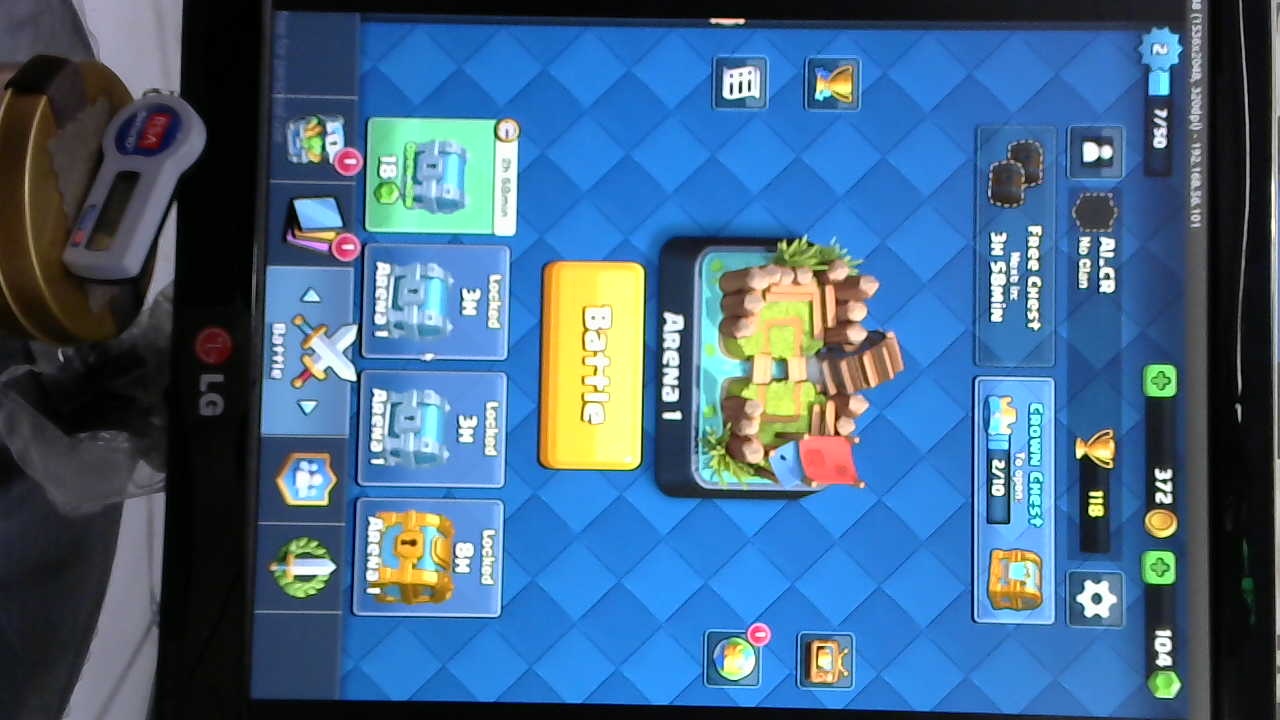 (1536x2048, 320dpi) - 192.168.56.101
2
7/50
372
104
AI.CR
No Clan
118
Free Chest
Next in:
3H 58min
CROWN CHEST
To open:
2/10
Arena 1
Battle
2h 58min
18
Locked
3H
Arena 1
Locked
3H
Arena 1
Locked
8H
Arena 1
Battle
LG
RSA